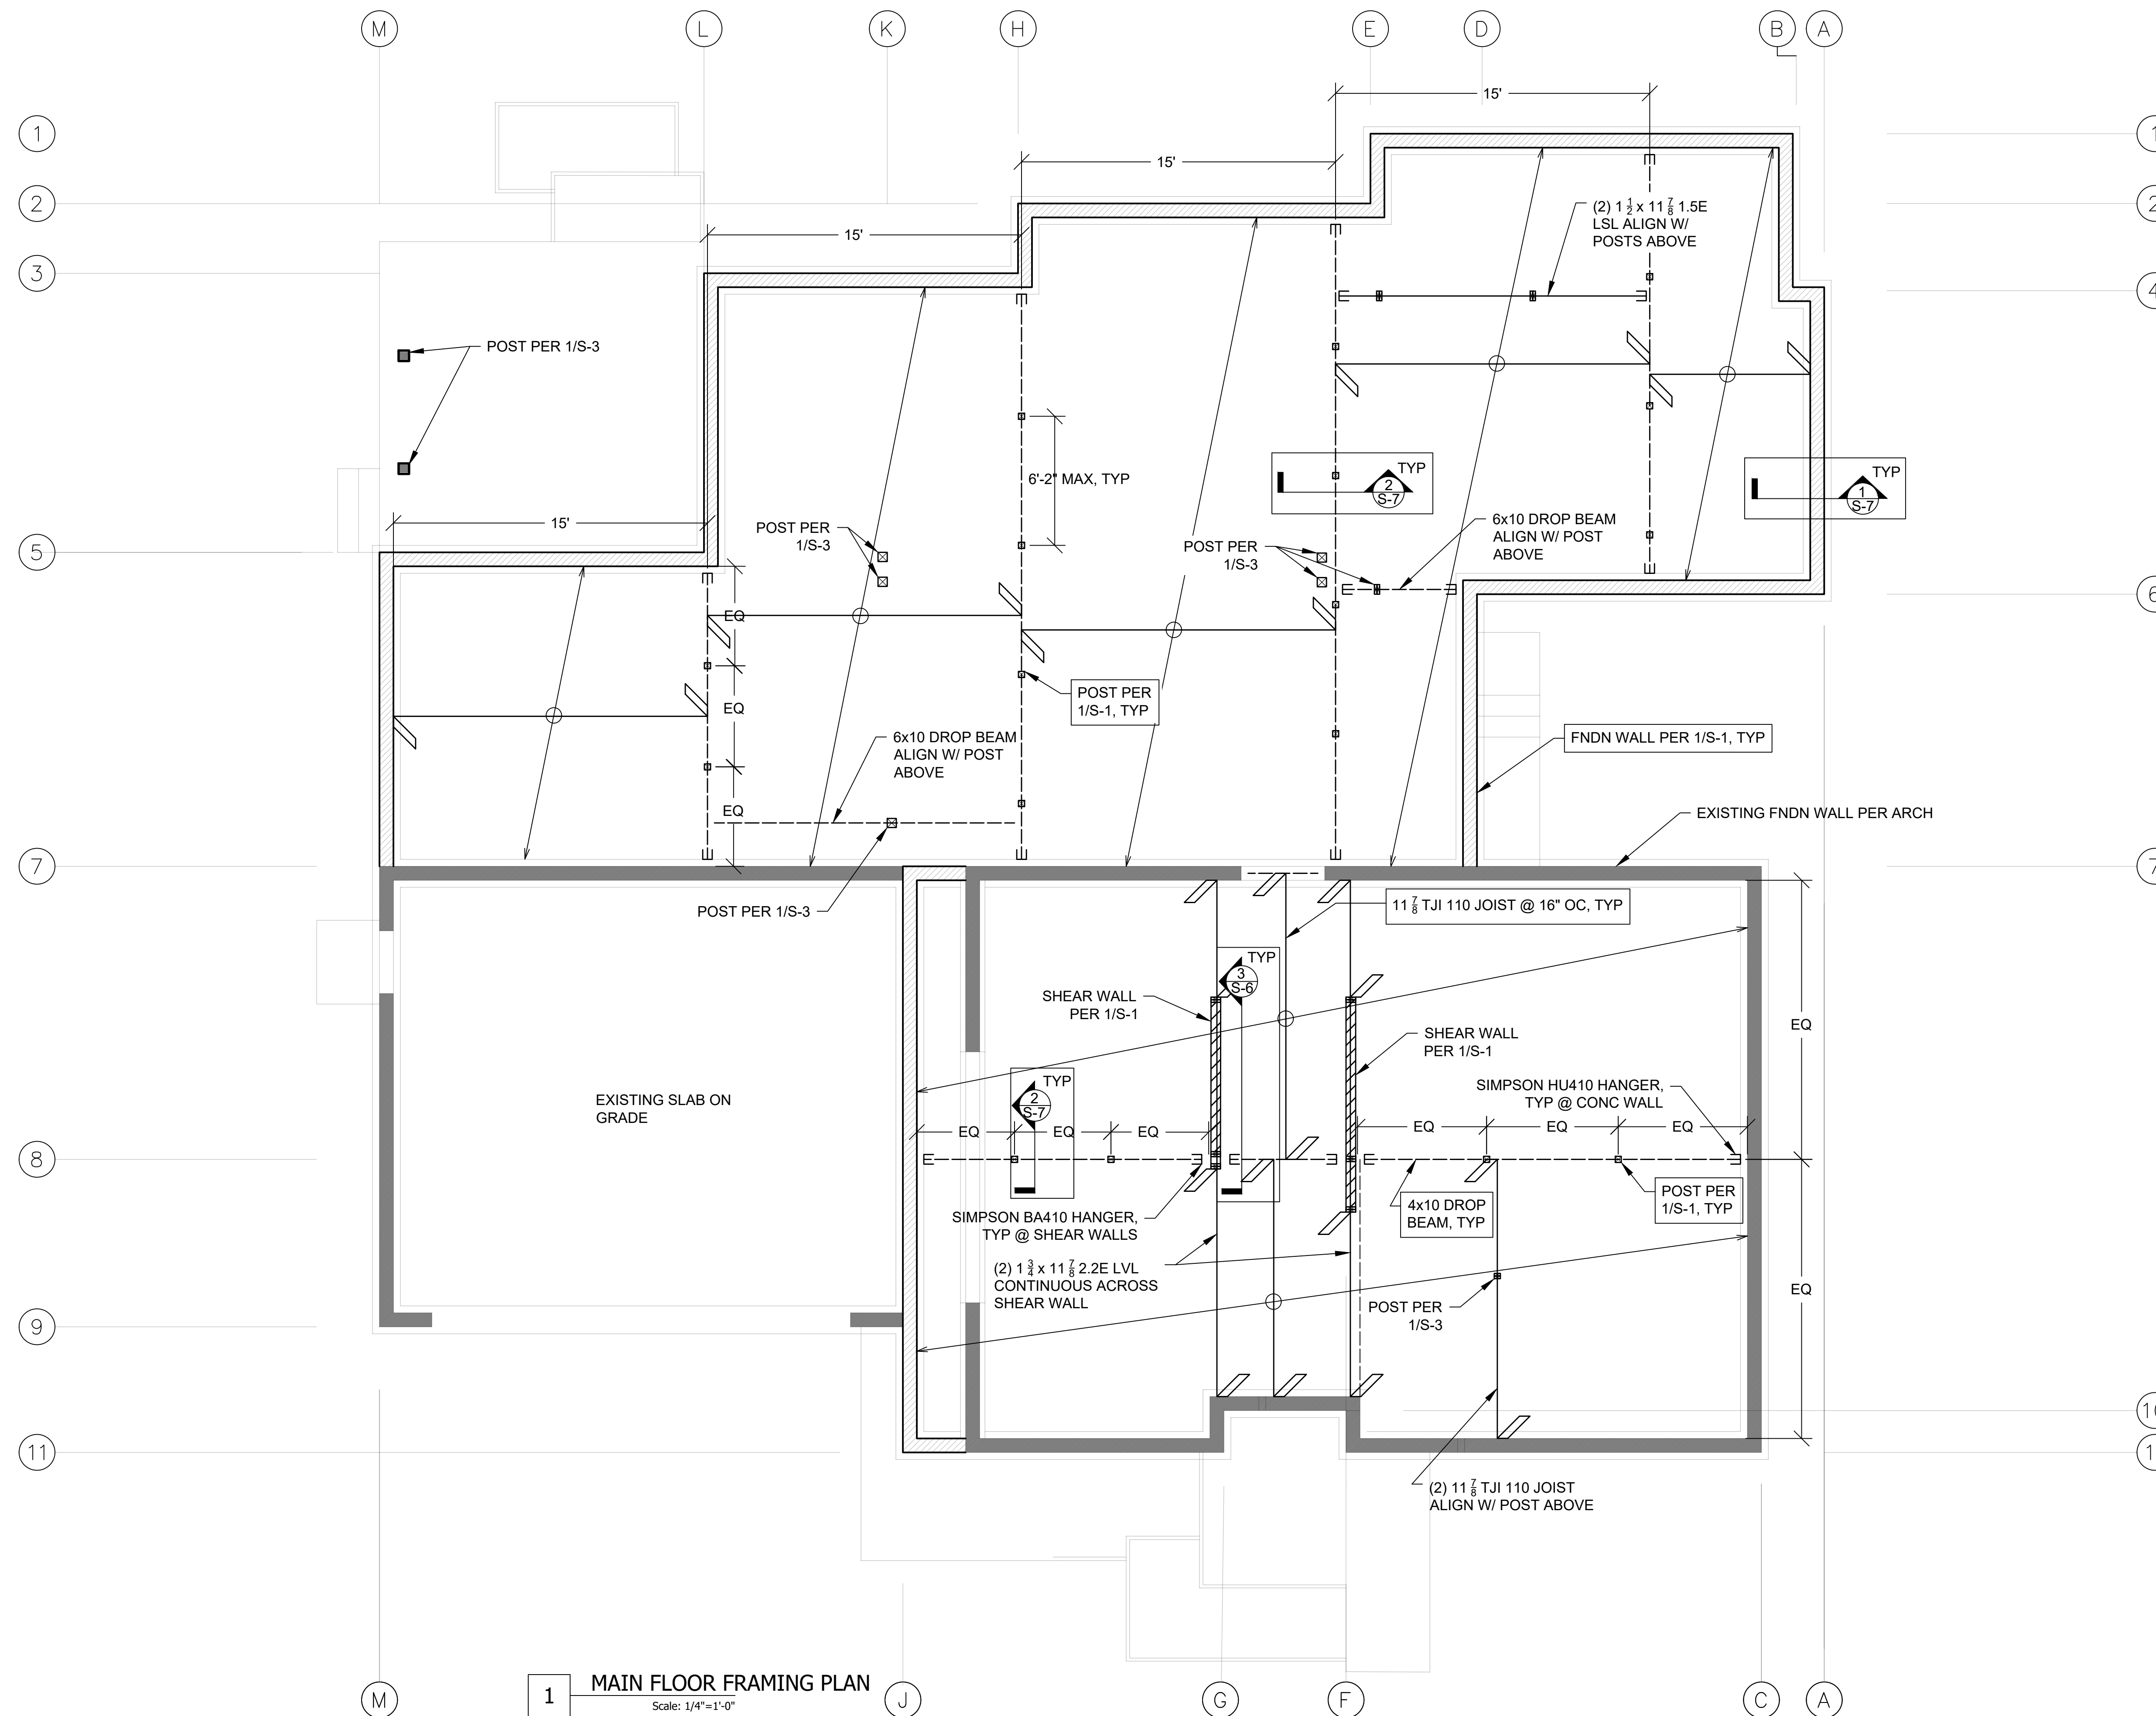 M
L
K
H
E
D
B
A
1
15'
1
15'
2
2
(2) 1 1/2 x 11 7/8 1.5E
LSL ALIGN W/
POSTS ABOVE
15'
3
4
POST PER 1/S-3
TYP
2
S-7
TYP
1
S-7
6'-2" MAX, TYP
15'
POST PER
1/S-3
6x10 DROP BEAM
ALIGN W/ POST
ABOVE
POST PER
1/S-3
5
6
EQ
EQ
EQ
POST PER
1/S-1, TYP
6x10 DROP BEAM
ALIGN W/ POST
ABOVE
FNDN WALL PER 1/S-1, TYP
EXISTING FNDN WALL PER ARCH
7
7
POST PER 1/S-3
11 7/8 TJI 110 JOIST @ 16" OC, TYP
TYP
3
S-6
SHEAR WALL
PER 1/S-1
EQ
SHEAR WALL
PER 1/S-1
TYP
2
S-7
SIMPSON HU410 HANGER,
TYP @ CONC WALL
EXISTING SLAB ON
GRADE
EQ
EQ
EQ
EQ
EQ
EQ
8
POST PER
1/S-1, TYP
4x10 DROP
BEAM, TYP
SIMPSON BA410 HANGER,
TYP @ SHEAR WALLS
(2) 1 3/4 x 11 7/8 2.2E LVL
CONTINUOUS ACROSS
SHEAR WALL
EQ
POST PER
1/S-3
9
11
(2) 11 7/8 TJI 110 JOIST
ALIGN W/ POST ABOVE
1
MAIN FLOOR FRAMING PLAN
Scale: 1/4"=1'-0"
M
J
G
F
C
A